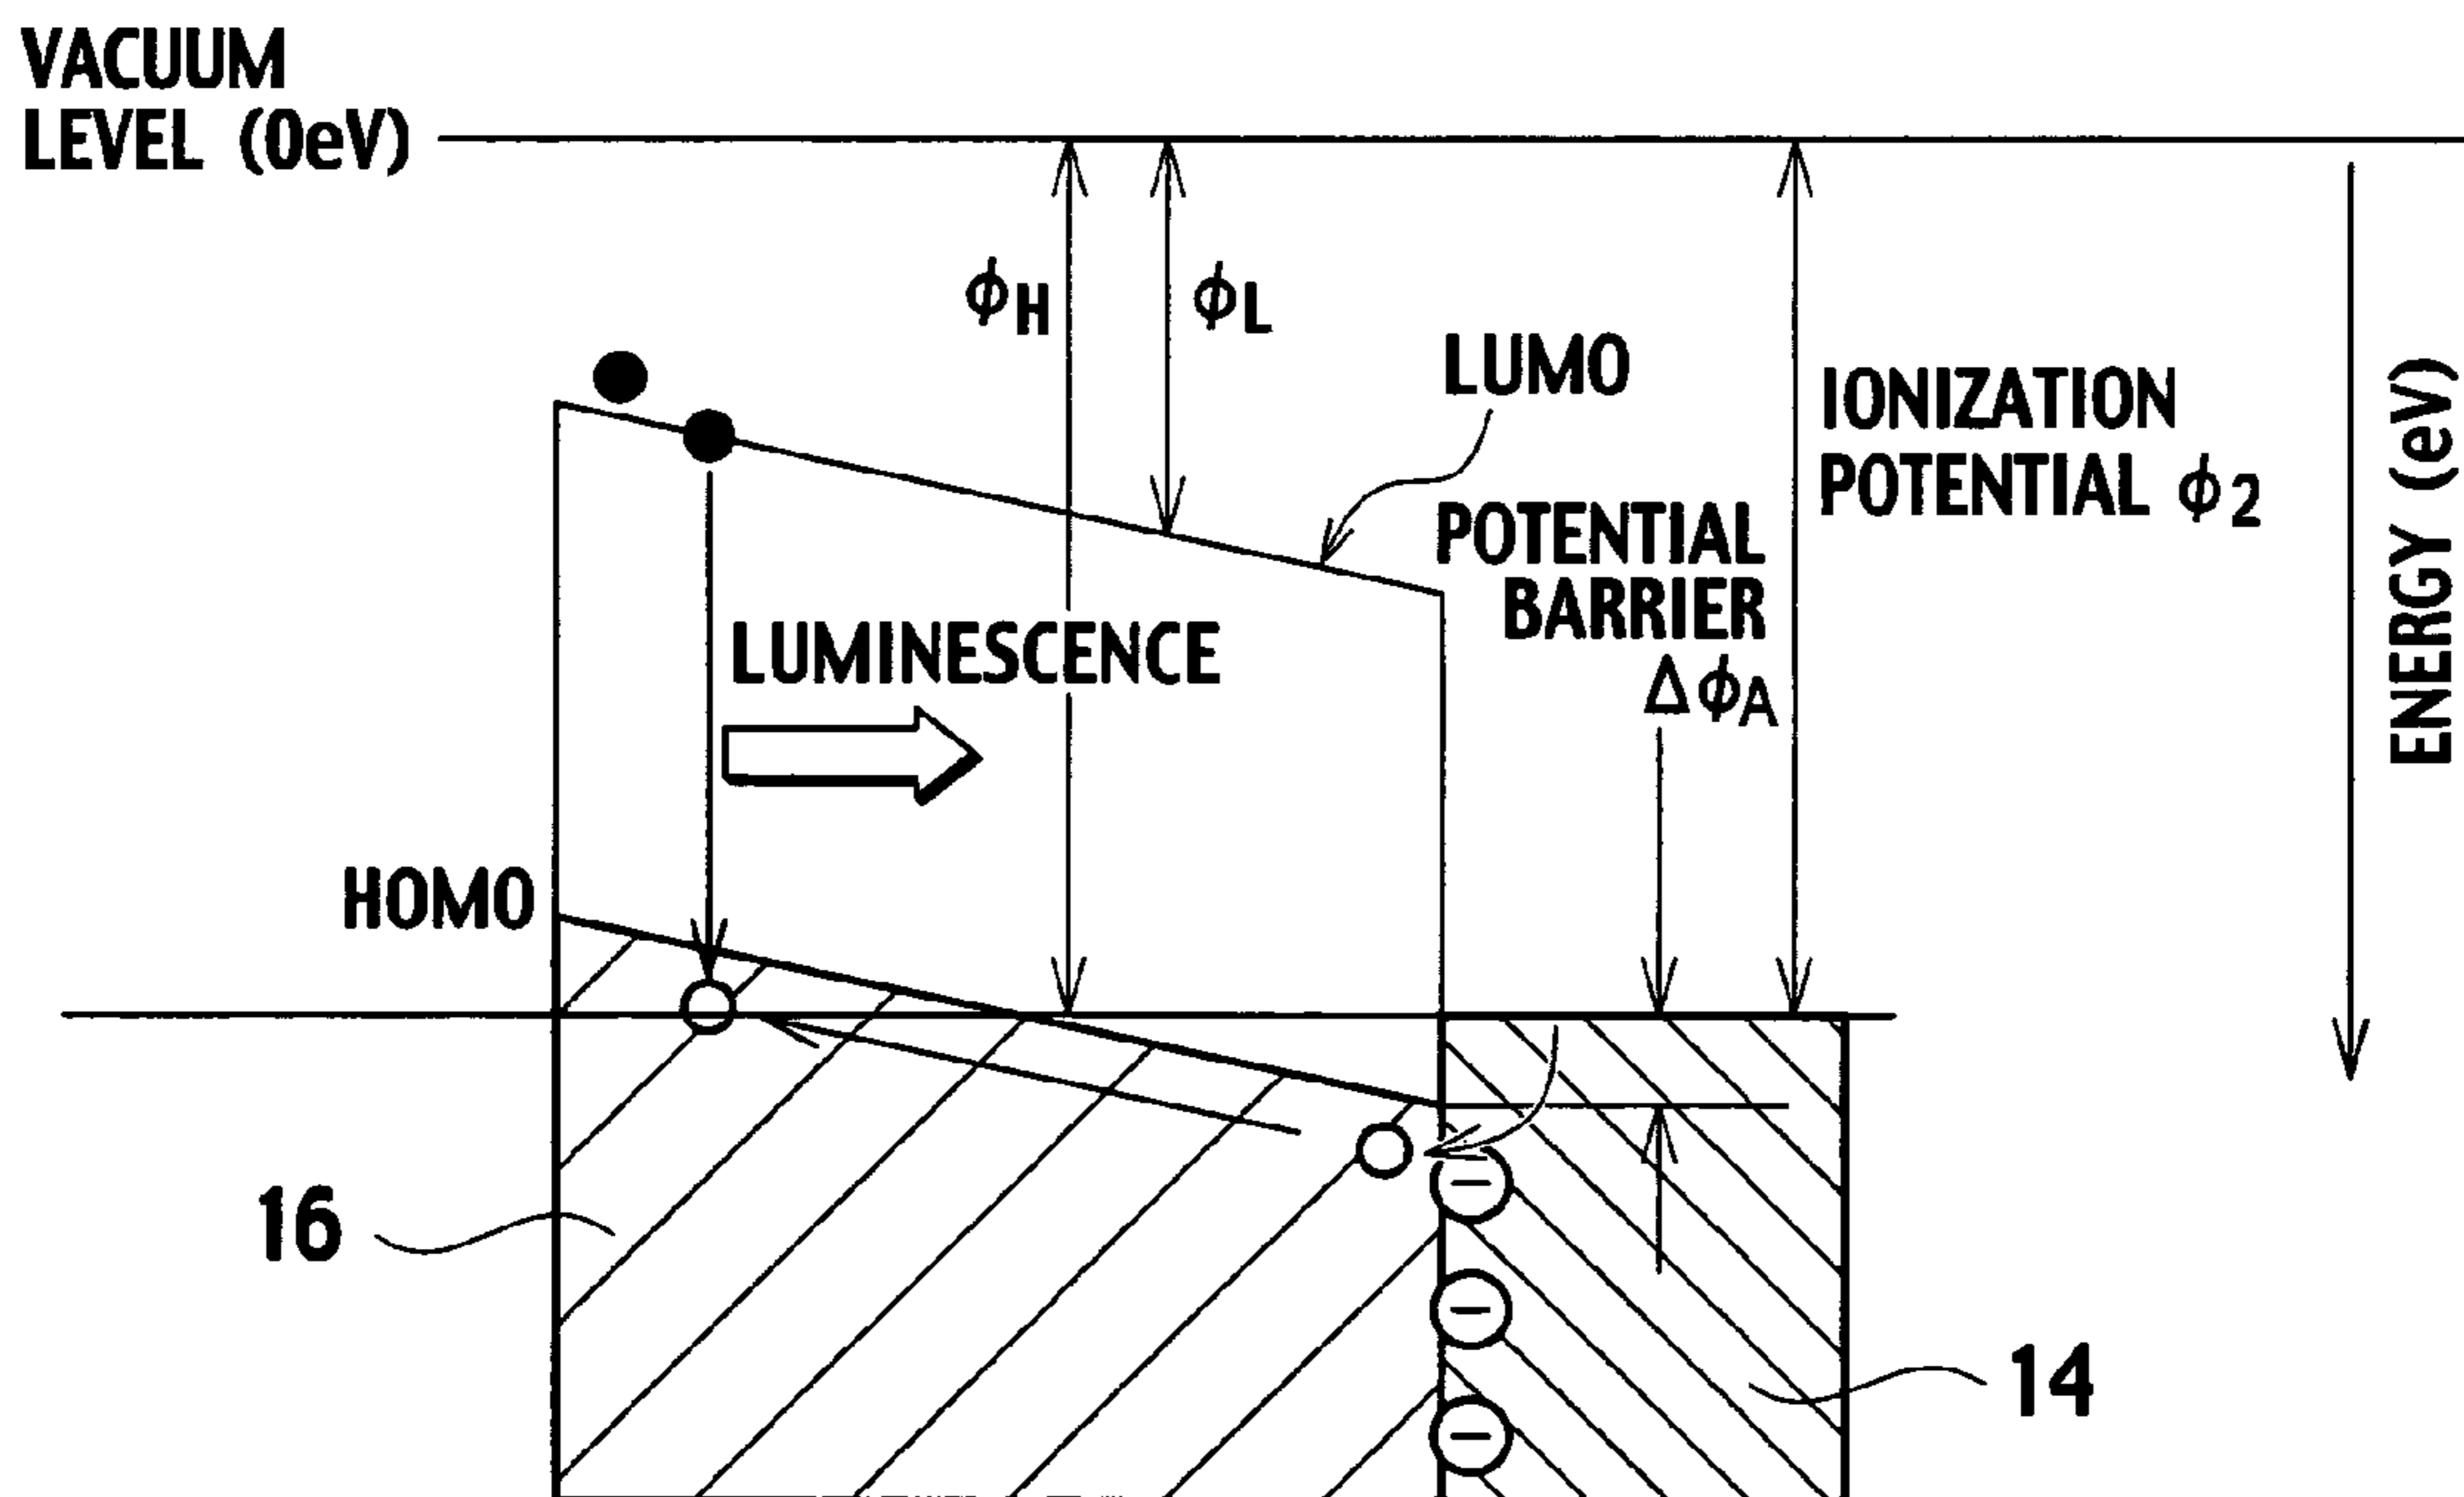 VACUUM
LEVEL (0eV)
ϕH
ϕL
LUMO
IONIZATION
POTENTIAL ϕ2
ENERGY (eV)
POTENTIAL
BARRIER
ΔϕA
LUMINESCENCE
HOMO
16
14